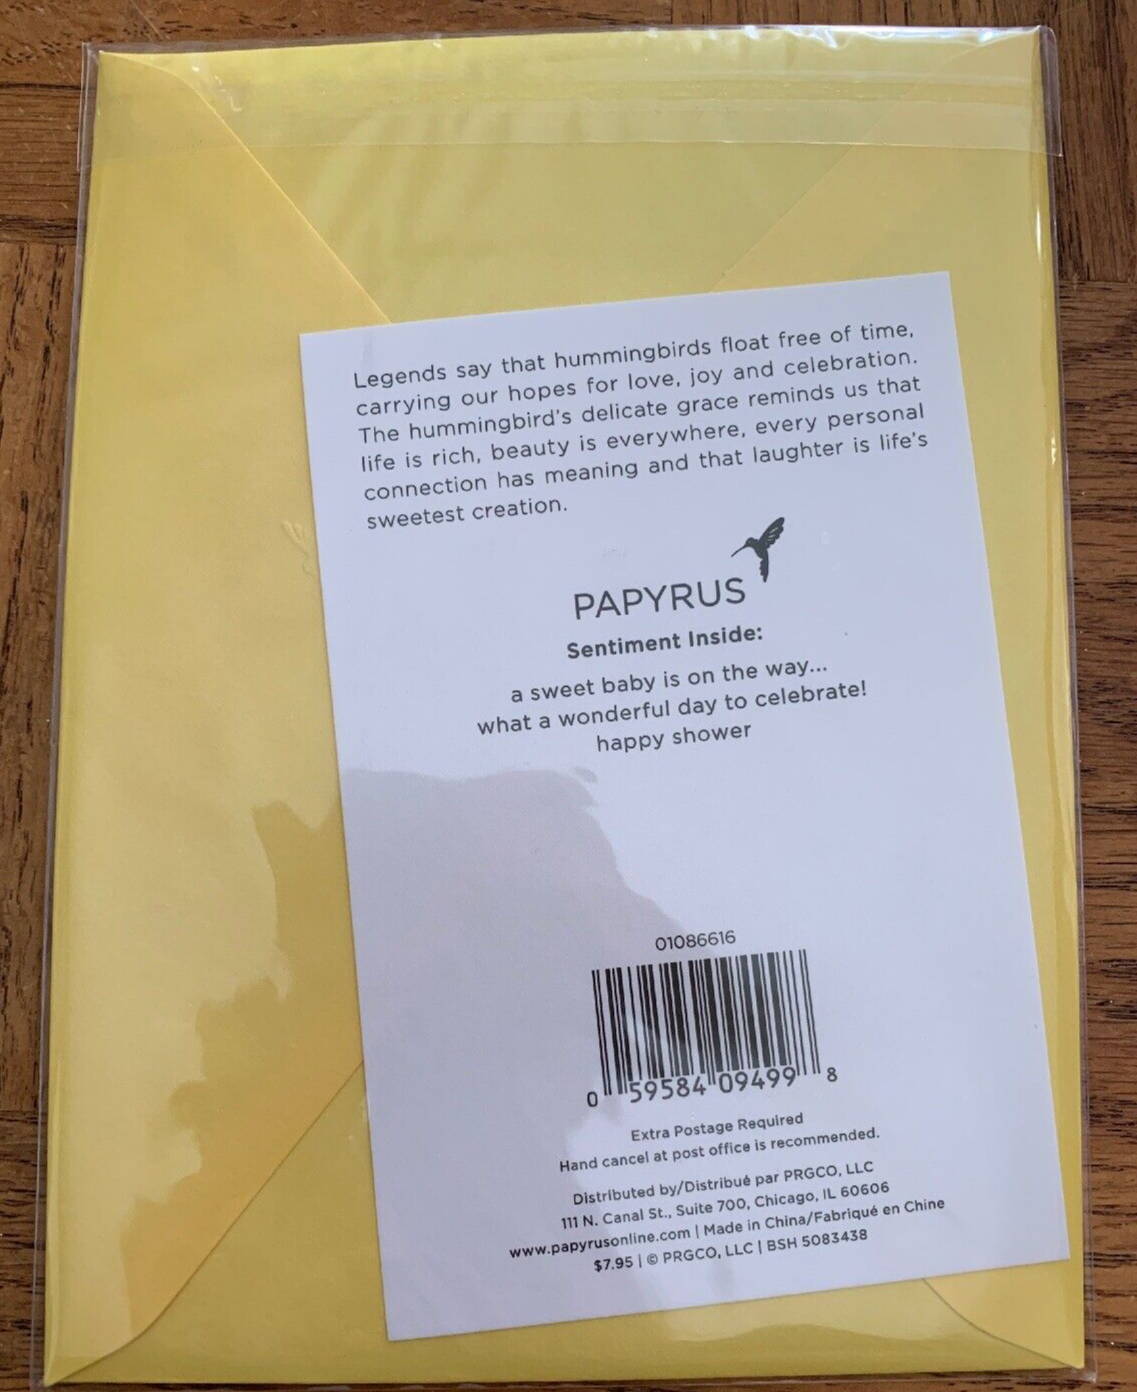 Legends say that hummingbirds float free of time,
carrying our hopes for love, joy and celebration.
The hummingbird's delicate grace reminds us that
life is rich, beauty is everywhere, every personal
connection has meaning and that laughter is life's
sweetest creation.
PAPYRUS
Sentiment Inside:
a sweet baby is on the way...
what a wonderful day to celebrate!
happy shower
01086616
0 59584 09499 8
Extra Postage Required
Hand cancel at post office is recommended.
Distributed by/Distribué par PRGCO, LLC
111 N. Canal St., Suite 700, Chicago, IL 60606
www.papyrusonline.com | Made in China/Fabriqué en Chine
$7.95 | © PRGCO, LLC | BSH 5083438